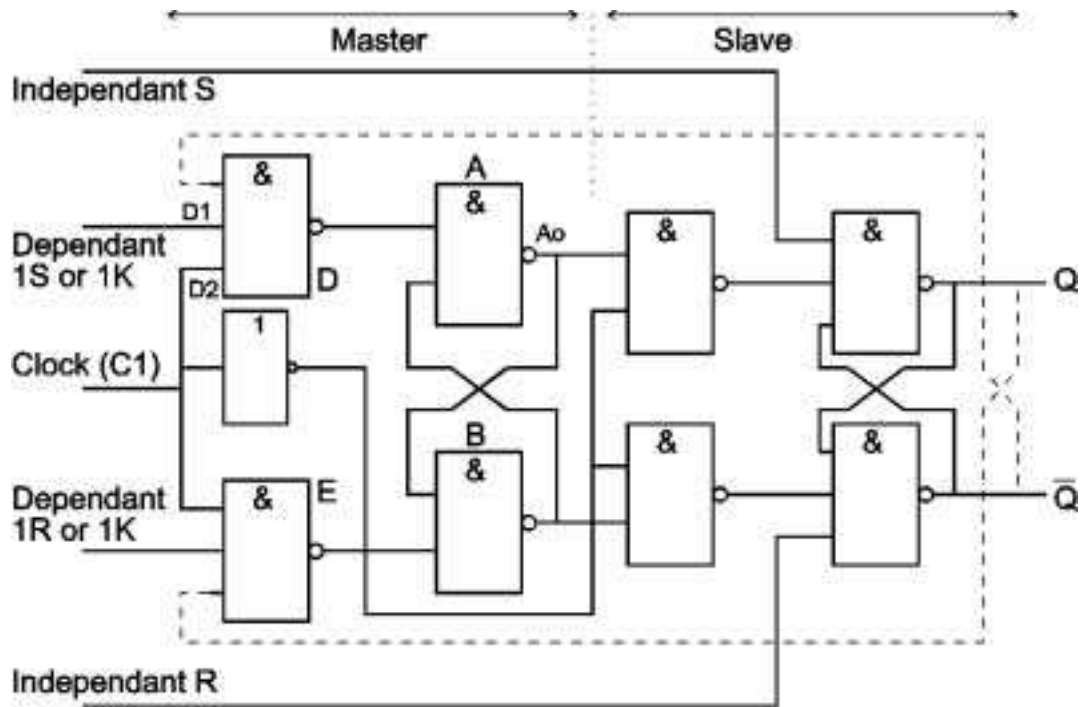 Master
Slave
Independant S
&
A
&
D1
Ao
&
&
Dependant
1S or 1K
D2
D
Q
1
Clock (C1)
B
&
&
&
Dependant
1R or 1K
&
E
Q̅
Independant R